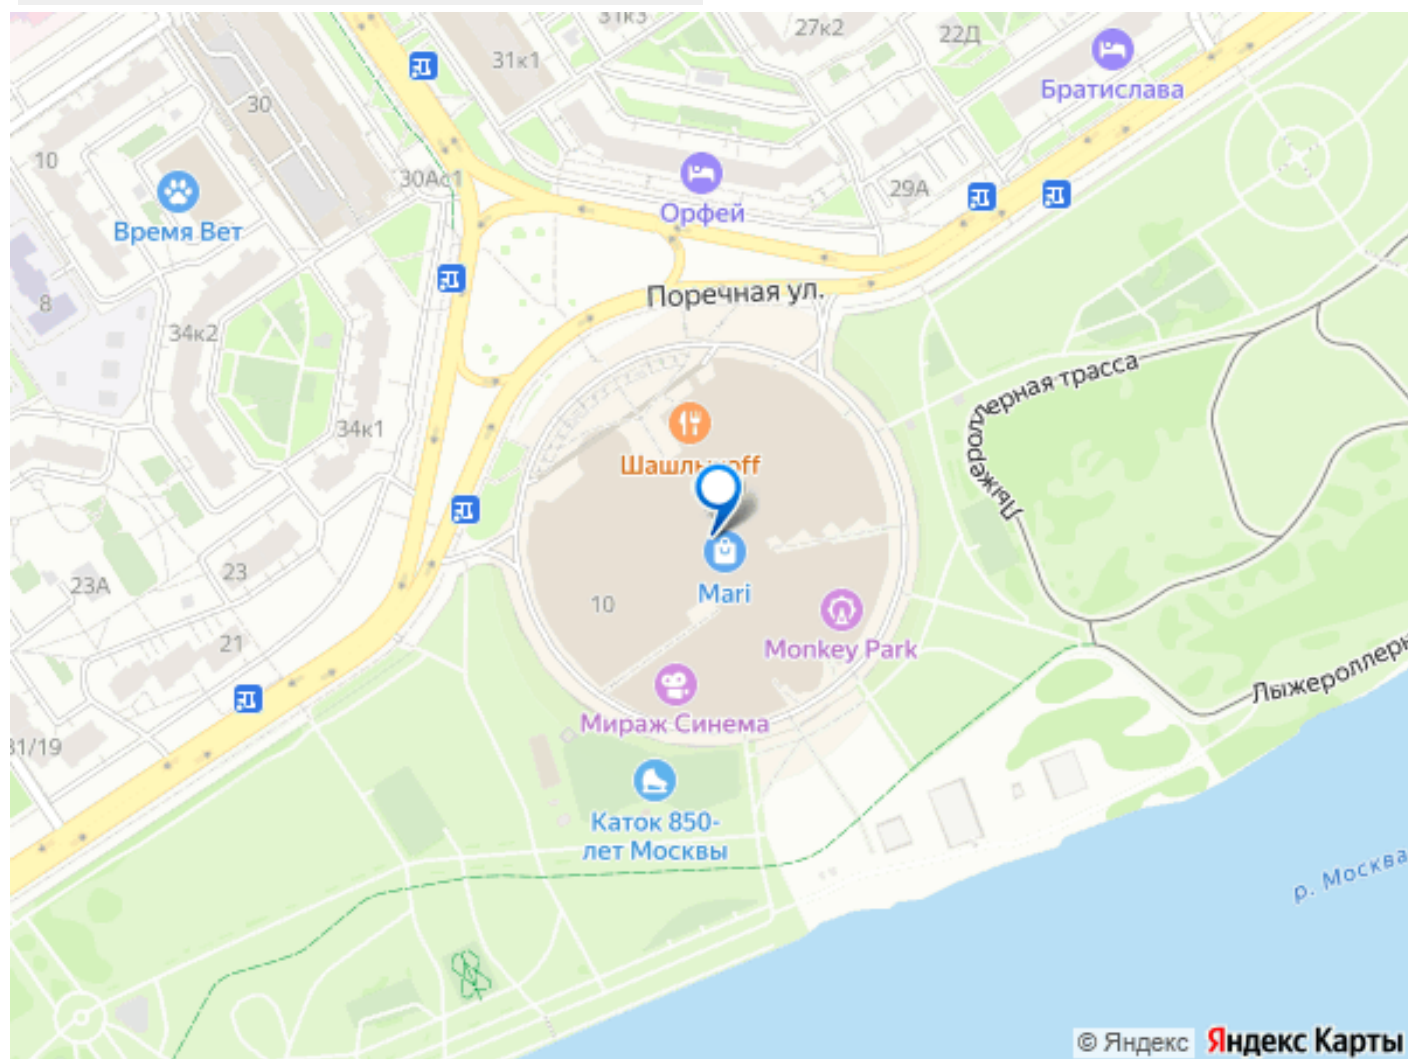 31к3
27к2
22Д
31к1
Братислава
30
10
30Ас1
29А
Орфей
Время Вет
Поречная ул.
8
34к2
Лыжероллерная трасса
34к1
Шашлыкoff
23А
23
10
Mari
21
Monkey Park
Мираж Синема
31/19
Каток 850-
лет Москвы
р. Москва
© Яндекс Яндекс Карты